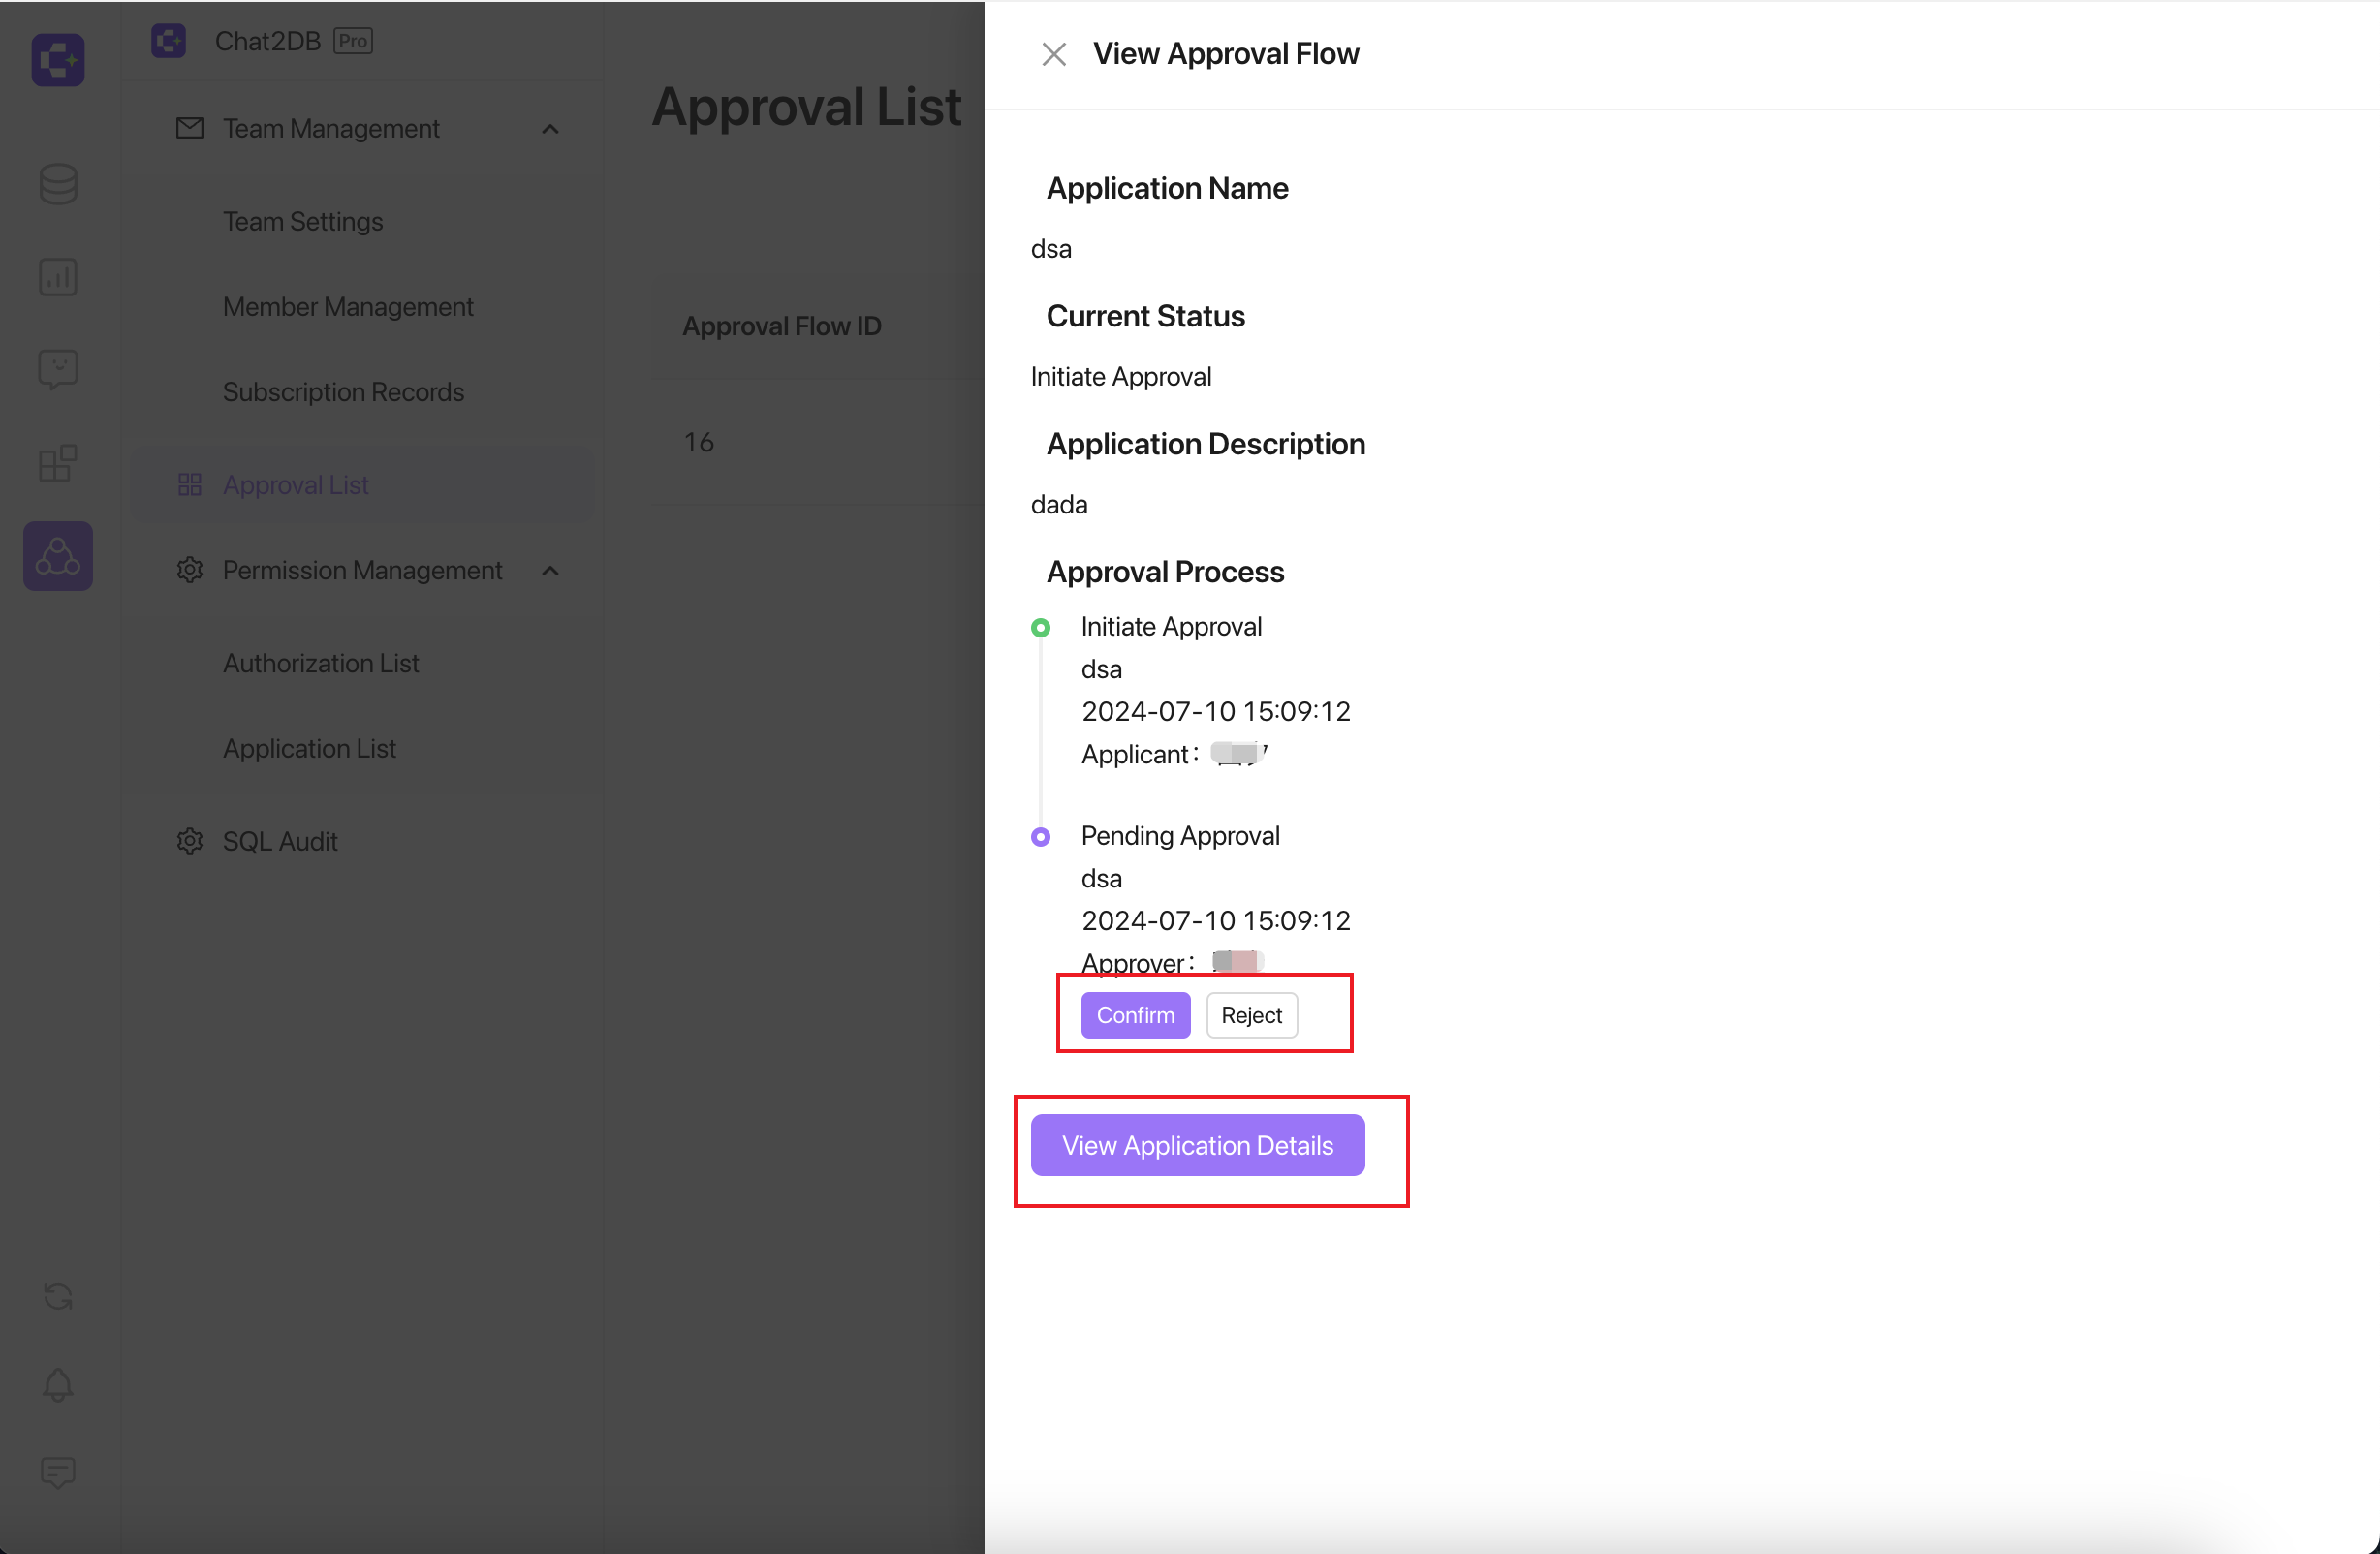 Chat2DB Pro
Team Management
Team Settings
Member Management
Subscription Records
Approval List
Permission Management
Authorization List
Application List
SQL Audit
Approval List
Approval Flow ID
16
View Approval Flow
Application Name
dsa
Current Status
Initiate Approval
Application Description
dada
Approval Process
Initiate Approval
dsa
2024-07-10 15:09:12
Applicant :
Pending Approval
dsa
2024-07-10 15:09:12
Approver :
Confirm Reject
View Application Details